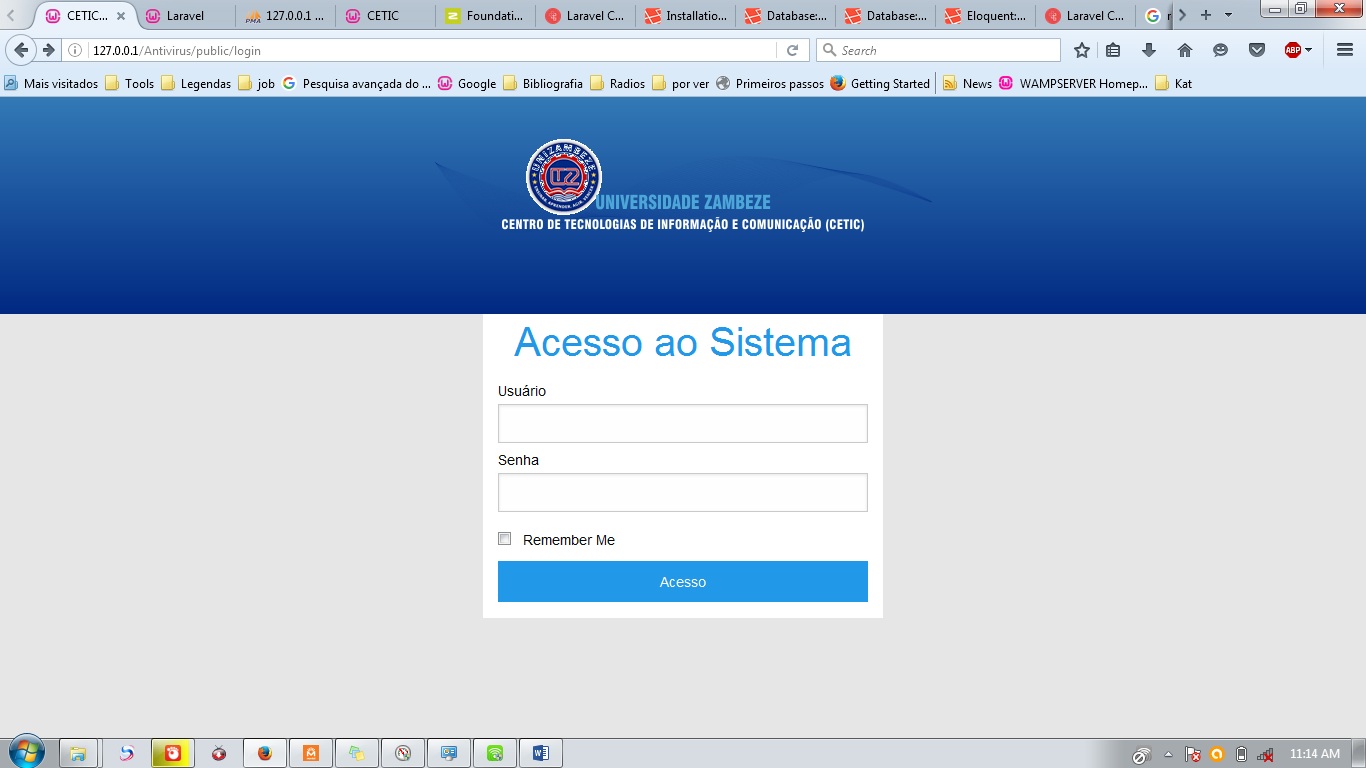 CETIC...
Laravel
127.0.0.1 ...
CETIC
Foundati...
Laravel C...
Installatio...
Database:...
Database:...
Eloquent:...
Laravel C...
127.0.0.1/Antivirus/public/login
Search
ABP
Mais visitados
Tools
Legendas
job
Pesquisa avançada do ...
Google
Bibliografia
Radios
por ver
Primeiros passos
Getting Started
News
WAMPSERVER Homep...
Kat
UNIZAMBEZE
UZ
UNIVERSIDADE ZAMBEZE
CENTRO DE TECNOLOGIAS DE INFORMAÇÃO E COMUNICAÇÃO (CETIC)
Acesso ao Sistema
Usuário
Senha
Remember Me
Acesso
11:14 AM